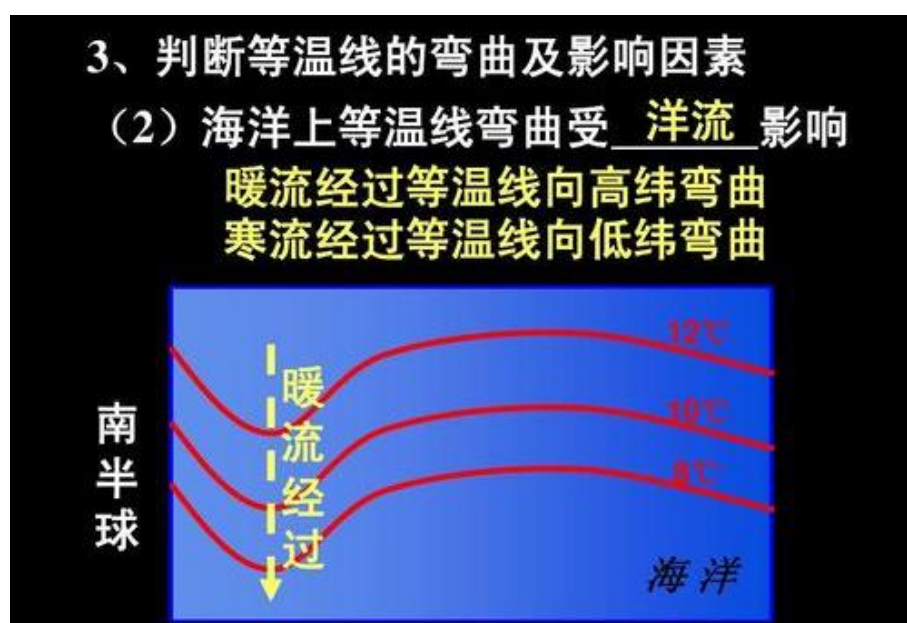 3、判断等温线的弯曲及影响因素
（2）海洋上等温线弯曲受 洋流 影响
暖流经过等温线向高纬弯曲
寒流经过等温线向低纬弯曲
12℃
暖流经过
10℃
南半球
8℃
海洋